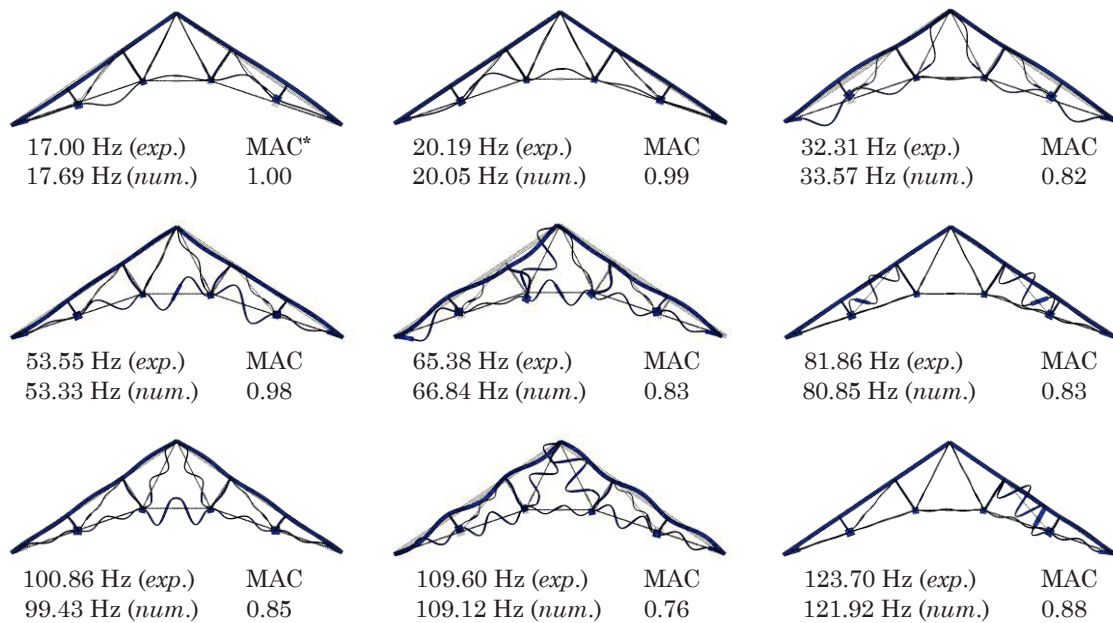 17.00 Hz (exp.) MAC*
17.69 Hz (num.) 1.00
20.19 Hz (exp.) MAC
20.05 Hz (num.) 0.99
32.31 Hz (exp.) MAC
33.57 Hz (num.) 0.82
53.55 Hz (exp.) MAC
53.33 Hz (num.) 0.98
65.38 Hz (exp.) MAC
66.84 Hz (num.) 0.83
81.86 Hz (exp.) MAC
80.85 Hz (num.) 0.83
100.86 Hz (exp.) MAC
99.43 Hz (num.) 0.85
109.60 Hz (exp.) MAC
109.12 Hz (num.) 0.76
123.70 Hz (exp.) MAC
121.92 Hz (num.) 0.88